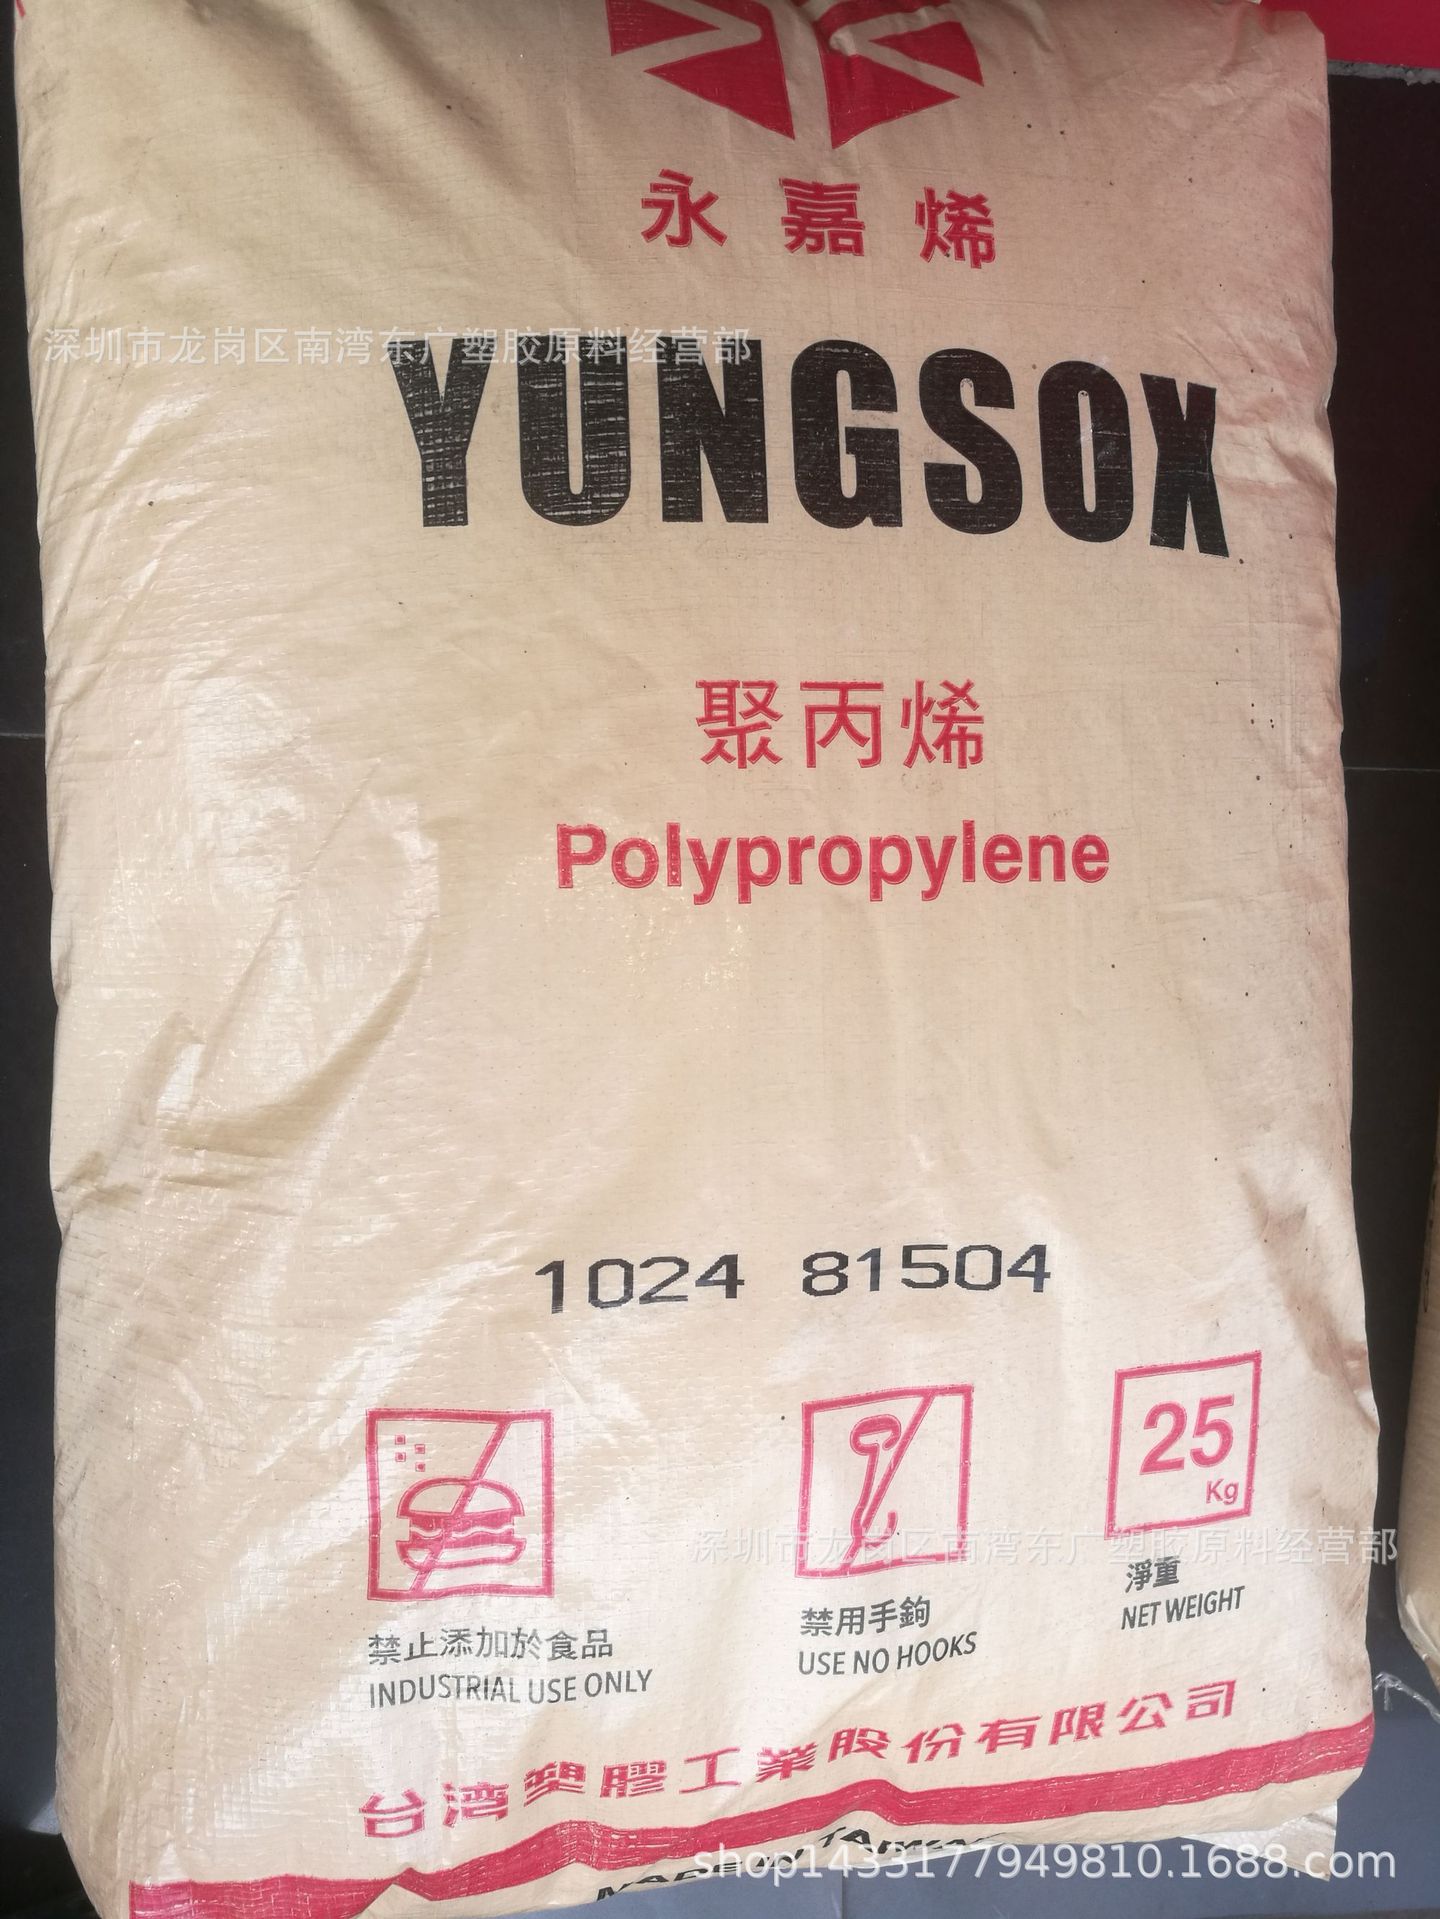 永嘉烯
深圳市龙岗区南湾东广塑胶原料经营部
YUNGSOX
聚丙烯
Polypropylene
1024 81504
25
Kg
深圳市龙岗区南湾东广塑胶原料经营部
淨重
NET WEIGHT
禁用手鉤
USE NO HOOKS
禁止添加於食品
INDUSTRIAL USE ONLY
台湾塑膠工業股份有限公司
MADE IN TAIWAN
shop1433177949810.1688.com